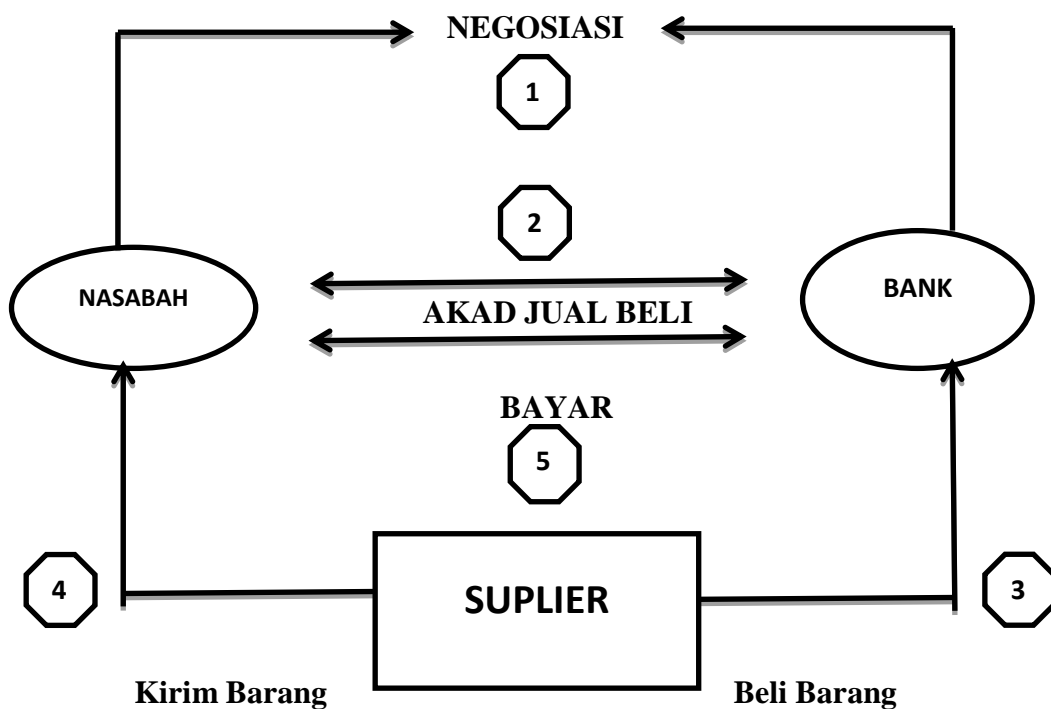 NEGOSIASI
1
2
NASABAH
BANK
AKAD JUAL BELI
BAYAR
5
4
SUPLIER
3
Kirim Barang
Beli Barang